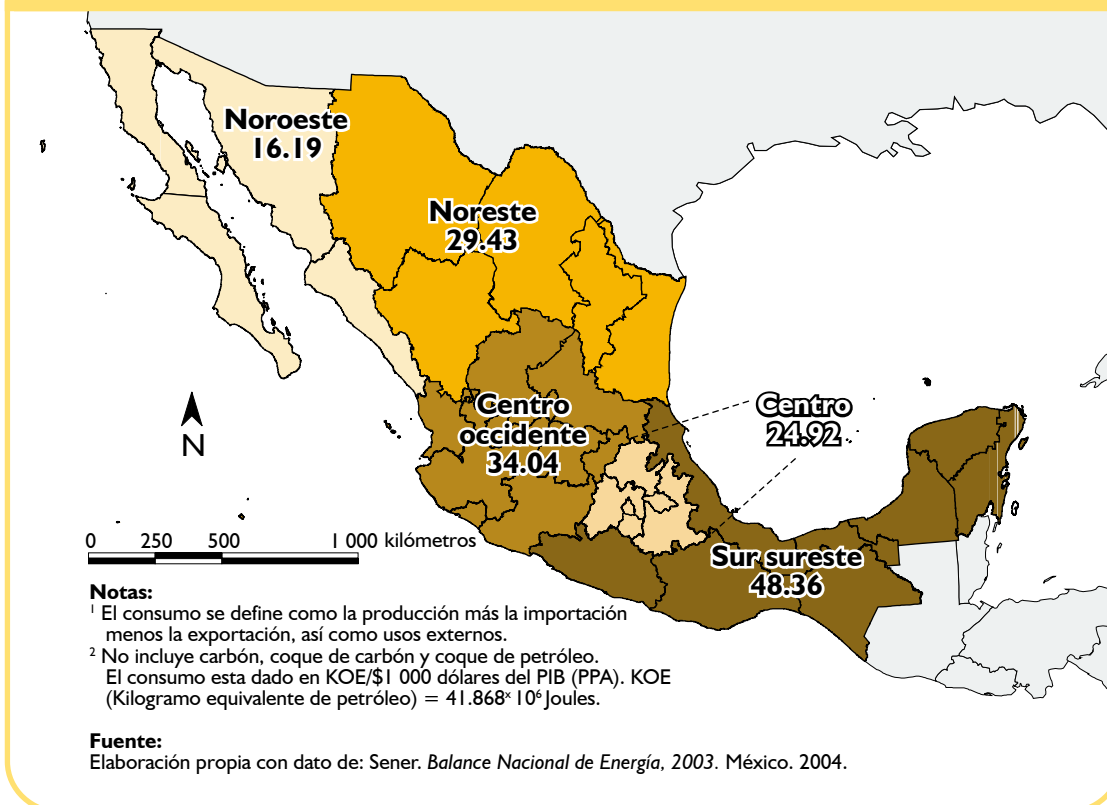 Noroeste
16.19
Noreste
29.43
Centro
occidente
34.04
Centro
24.92
Sur sureste
48.36
N
0 250 500 1 000 kilómetros
Notas:
¹ El consumo se define como la producción más la importación
menos la exportación, así como usos externos.
² No incluye carbón, coque de carbón y coque de petróleo.
El consumo esta dado en KOE/$1 000 dólares del PIB (PPA). KOE
(Kilogramo equivalente de petróleo) = 41.868ˣ 10⁶ Joules.
Fuente:
Elaboración propia con dato de: Sener. Balance Nacional de Energía, 2003. México. 2004.